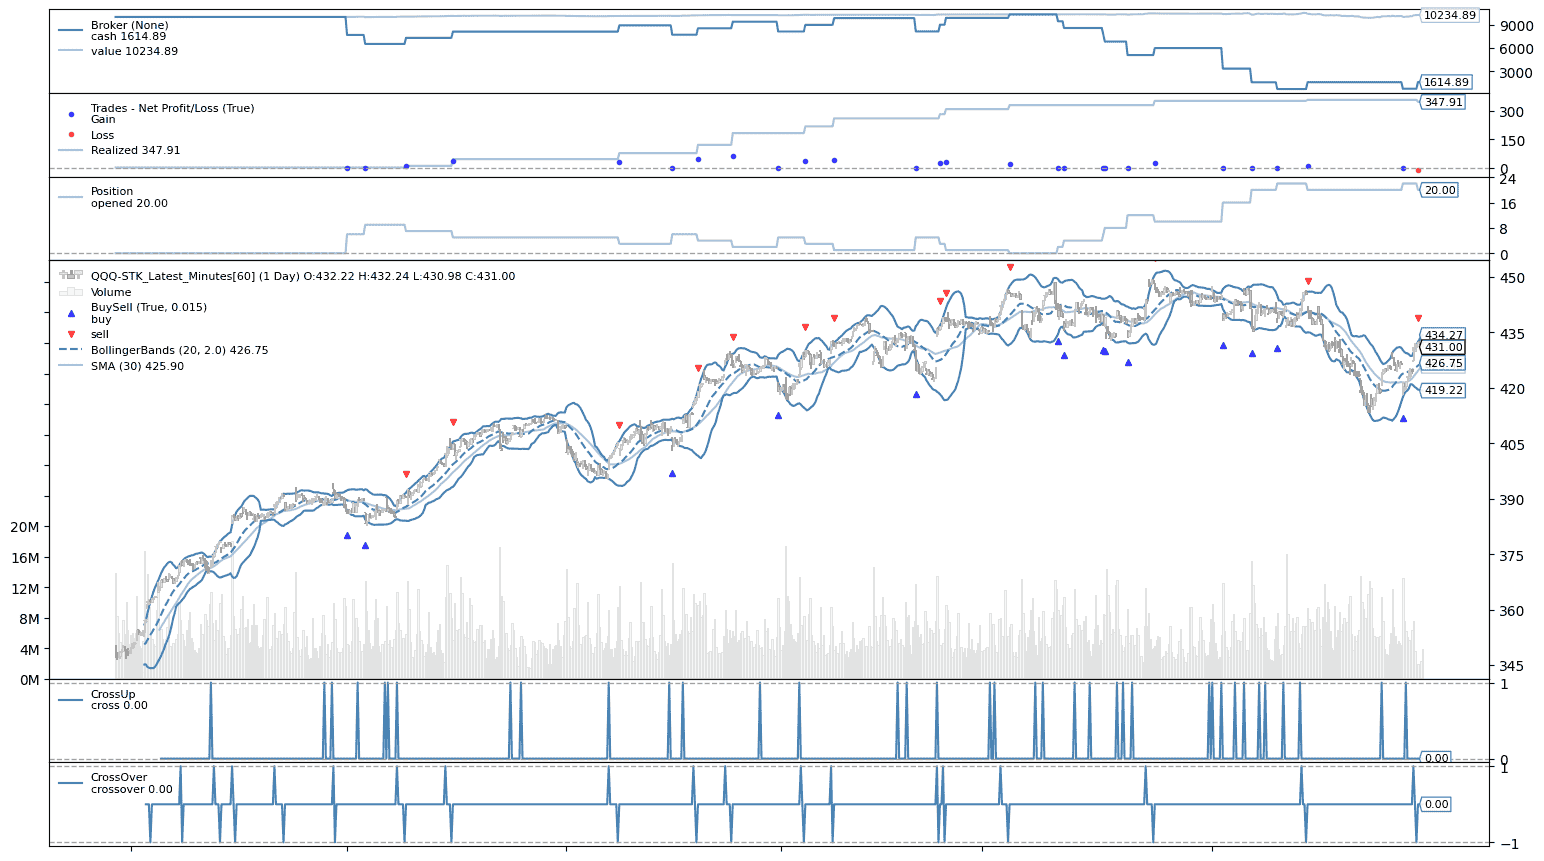 Broker (None)
cash 1614.89
value 10234.89
10234.89
9000
6000
3000
1614.89
Trades - Net Profit/Loss (True)
Gain
Loss
Realized 347.91
347.91
300
150
0
Position
opened 20.00
24
20.00
16
8
0
QQQ-STK_Latest_Minutes[60] (1 Day) O:432.22 H:432.24 L:430.98 C:431.00
Volume
BuySell (True, 0.015)
buy
sell
BollingerBands (20, 2.0) 426.75
SMA (30) 425.90
450
435
434.27
431.00
426.75
420
419.22
405
390
375
360
345
20M
16M
12M
8M
4M
0M
CrossUp
cross 0.00
1
0.00
0
CrossOver
crossover 0.00
1
0.00
−1